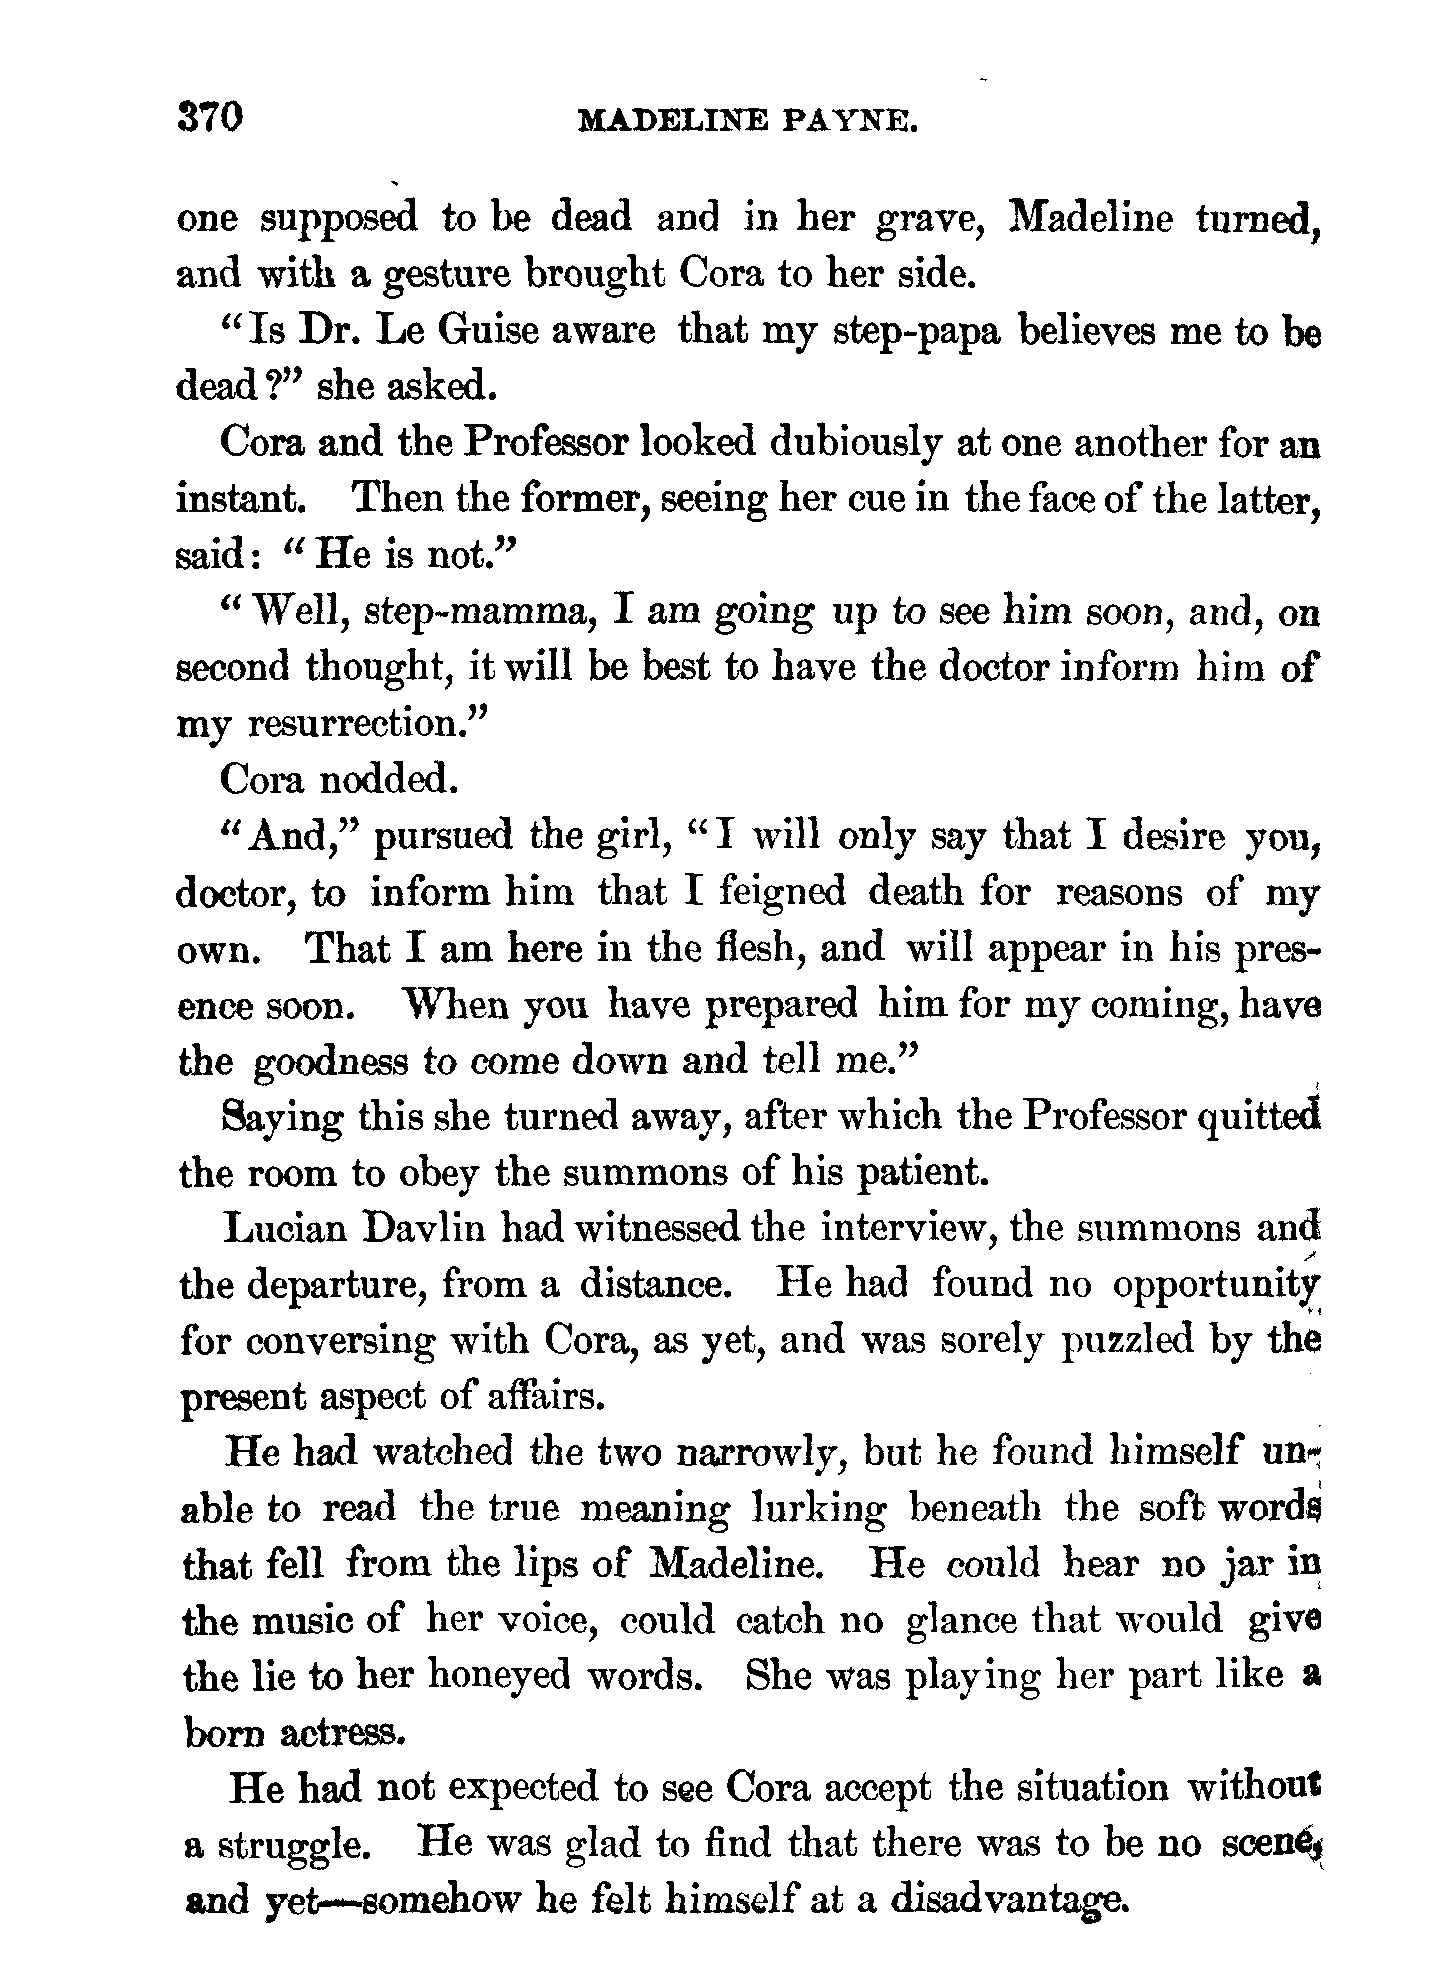 370 MADELINE PAYNE.
one supposed to be dead and in her grave, Madeline turned,
and with a gesture brought Cora to her side.
“Is Dr. Le Guise aware that my step-papa believes me to be
dead?” she asked.
Cora and the Professor looked dubiously at one another for an
instant. Then the former, seeing her cue in the face of the latter,
said: “He is not.”
“Well, step-mamma, I am going up to see him soon, and, on
second thought, it will be best to have the doctor inform him of
my resurrection.”
Cora nodded.
“And,” pursued the girl, “I will only say that I desire you,
doctor, to inform him that I feigned death for reasons of my
own. That I am here in the flesh, and will appear in his pres-
ence soon. When you have prepared him for my coming, have
the goodness to come down and tell me.”
Saying this she turned away, after which the Professor quitted
the room to obey the summons of his patient.
Lucian Davlin had witnessed the interview, the summons and
the departure, from a distance. He had found no opportunity
for conversing with Cora, as yet, and was sorely puzzled by the
present aspect of affairs.
He had watched the two narrowly, but he found himself un-
able to read the true meaning lurking beneath the soft words
that fell from the lips of Madeline. He could hear no jar in
the music of her voice, could catch no glance that would give
the lie to her honeyed words. She was playing her part like a
born actress.
He had not expected to see Cora accept the situation without
a struggle. He was glad to find that there was to be no scene,
and yet—somehow he felt himself at a disadvantage.